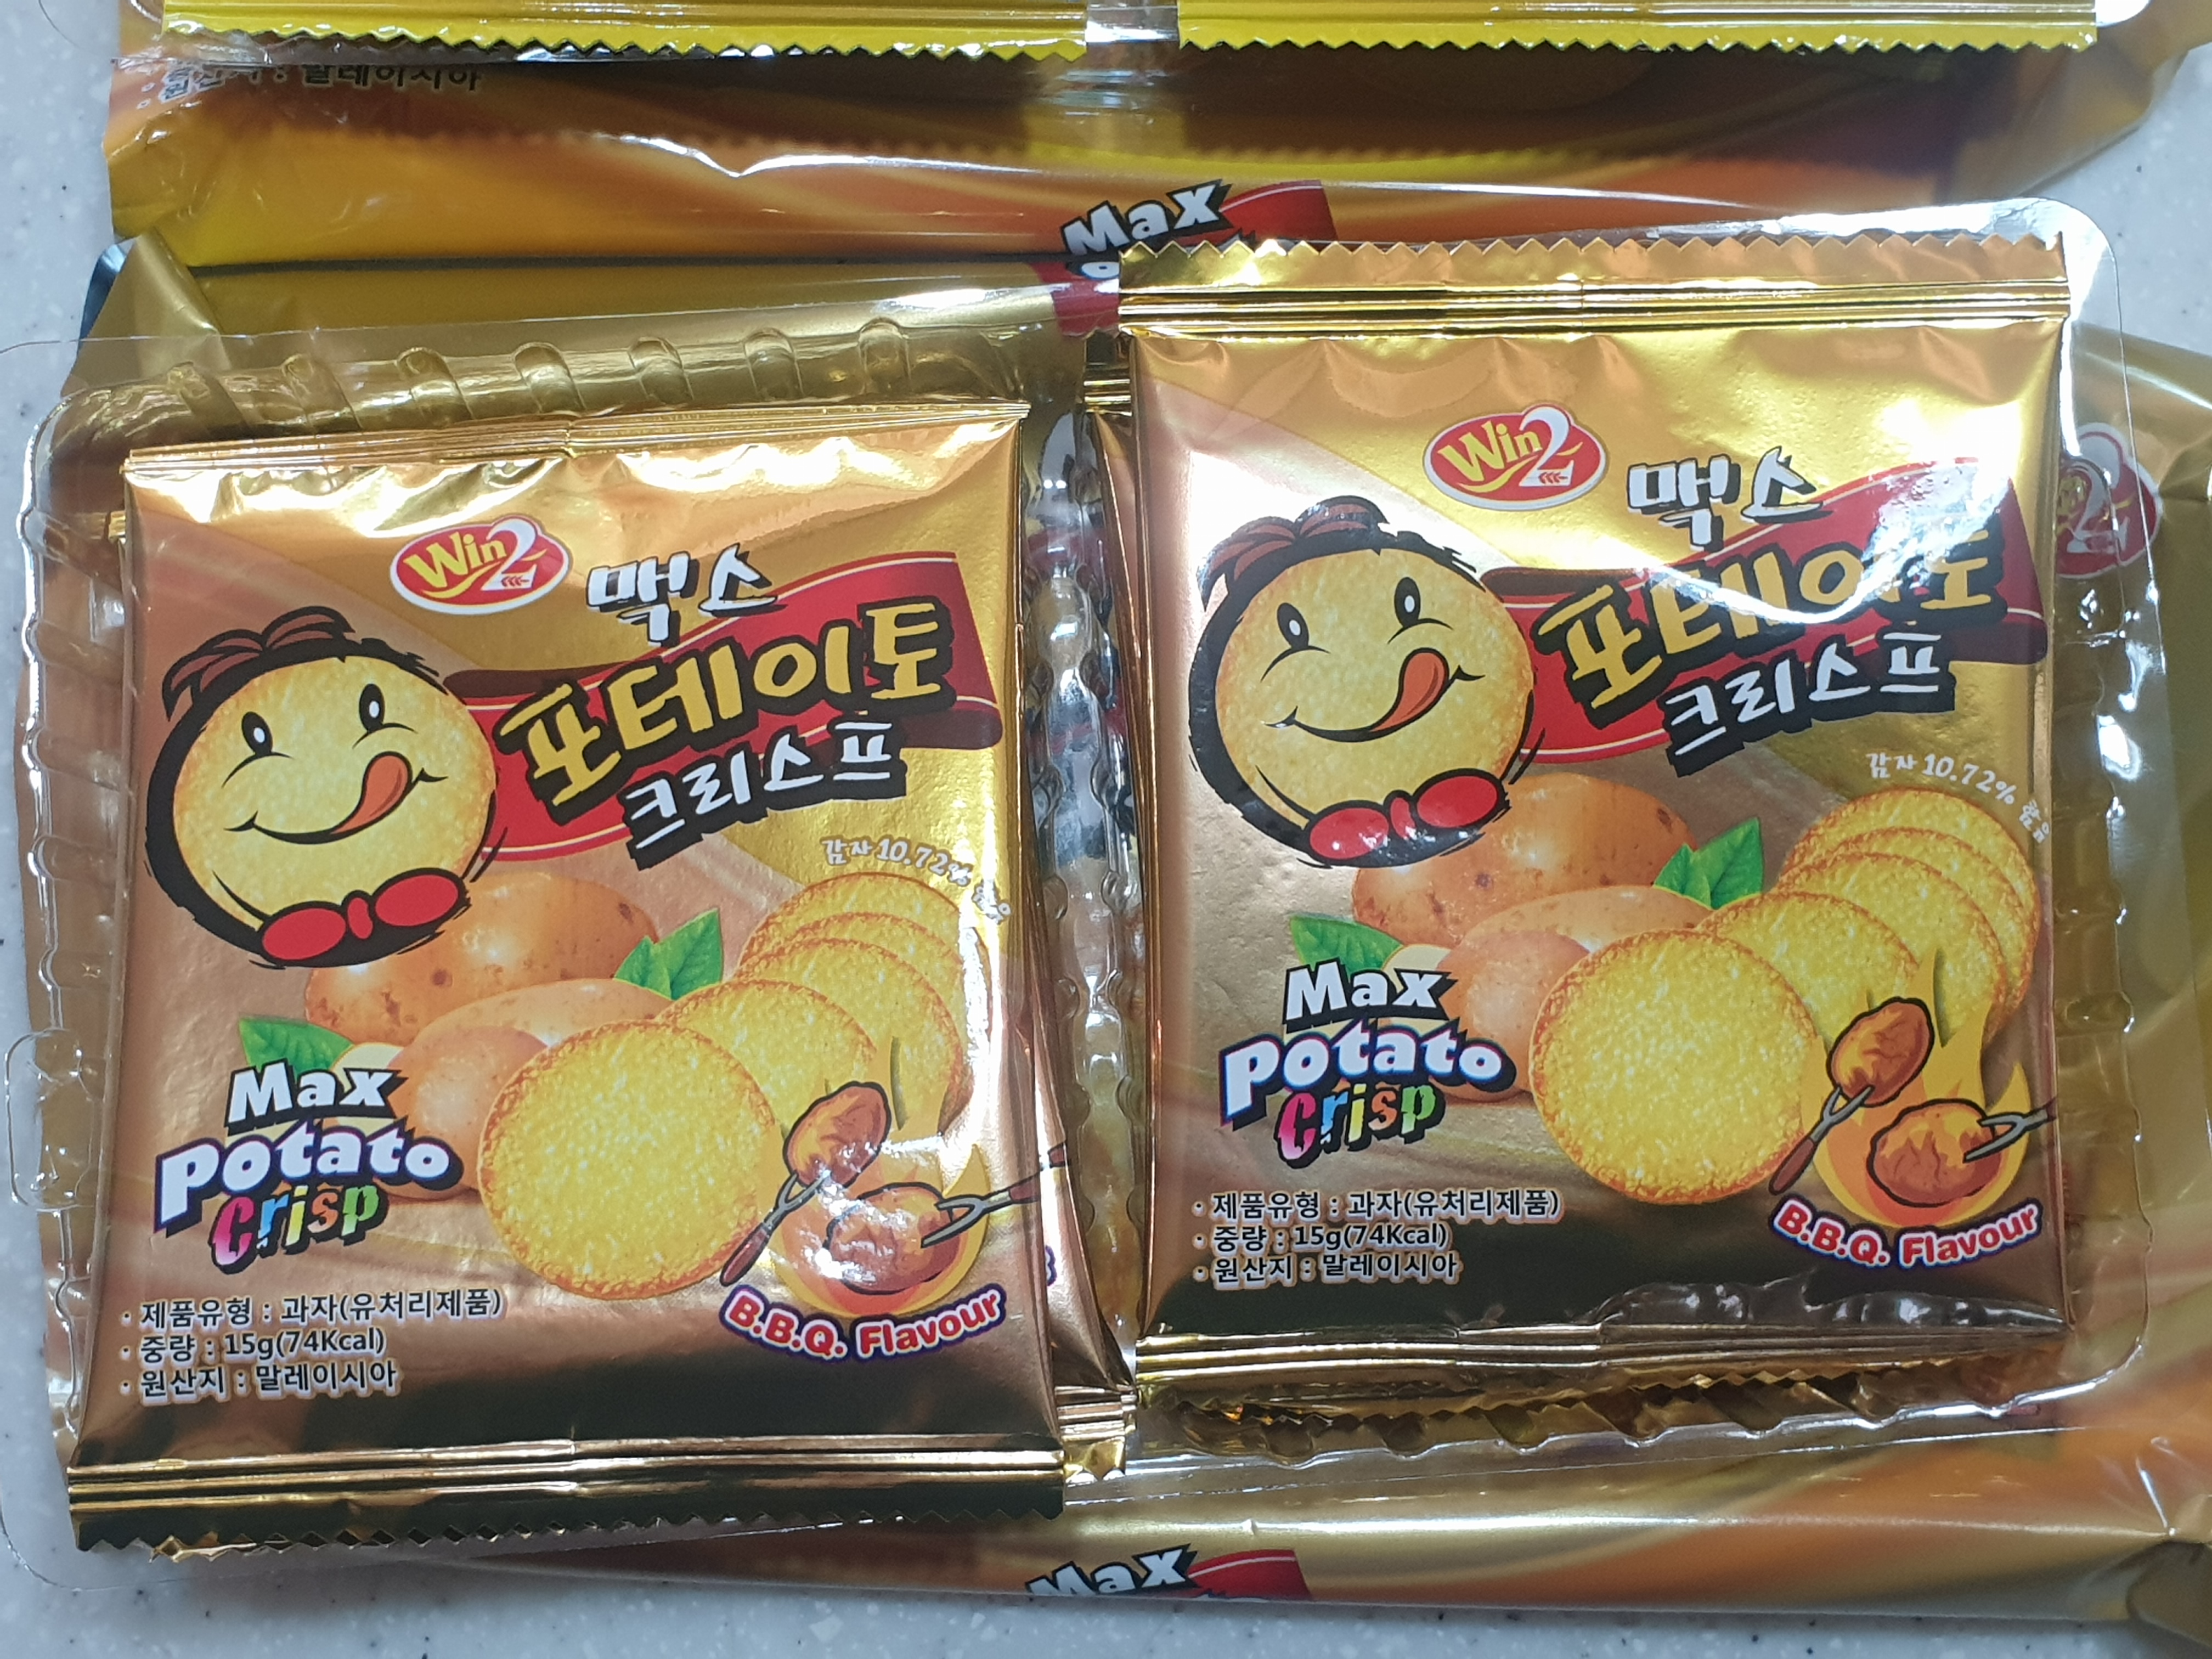 · 원산지 : 말레이시아
Max
Win2
맥스
포테이토
크리스프
감자 10.72% 함유
Max
Potato
Crisp
· 제품유형 : 과자(유처리제품)
· 중량 : 15g(74Kcal)
· 원산지 : 말레이시아
B.B.Q. Flavour
Win2
맥스
포테이토
크리스프
감자 10.72% 함유
Max
Potato
Crisp
· 제품유형 : 과자(유처리제품)
· 중량 : 15g(74Kcal)
· 원산지 : 말레이시아
B.B.Q. Flavour
Max